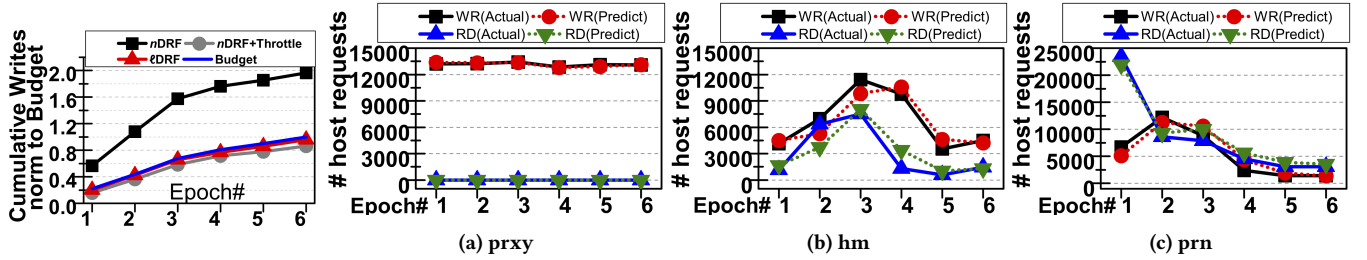 nDRF nDRF+Throttle
ℓDRF Budget
Cumulative Writes
norm to Budget
2.0
1.6
1.2
0.8
0.4
0.0
Epoch#
1 2 3 4 5 6
WR(Actual) WR(Predict)
RD(Actual) RD(Predict)
# host requests
15000
12000
9000
6000
3000
0
Epoch# 1 2 3 4 5 6
(a) prxy
WR(Actual) WR(Predict)
RD(Actual) RD(Predict)
# host requests
15000
12000
9000
6000
3000
0
Epoch# 1 2 3 4 5 6
(b) hm
WR(Actual) WR(Predict)
RD(Actual) RD(Predict)
# host requests
25000
20000
15000
10000
5000
0
Epoch# 1 2 3 4 5 6
(c) prn